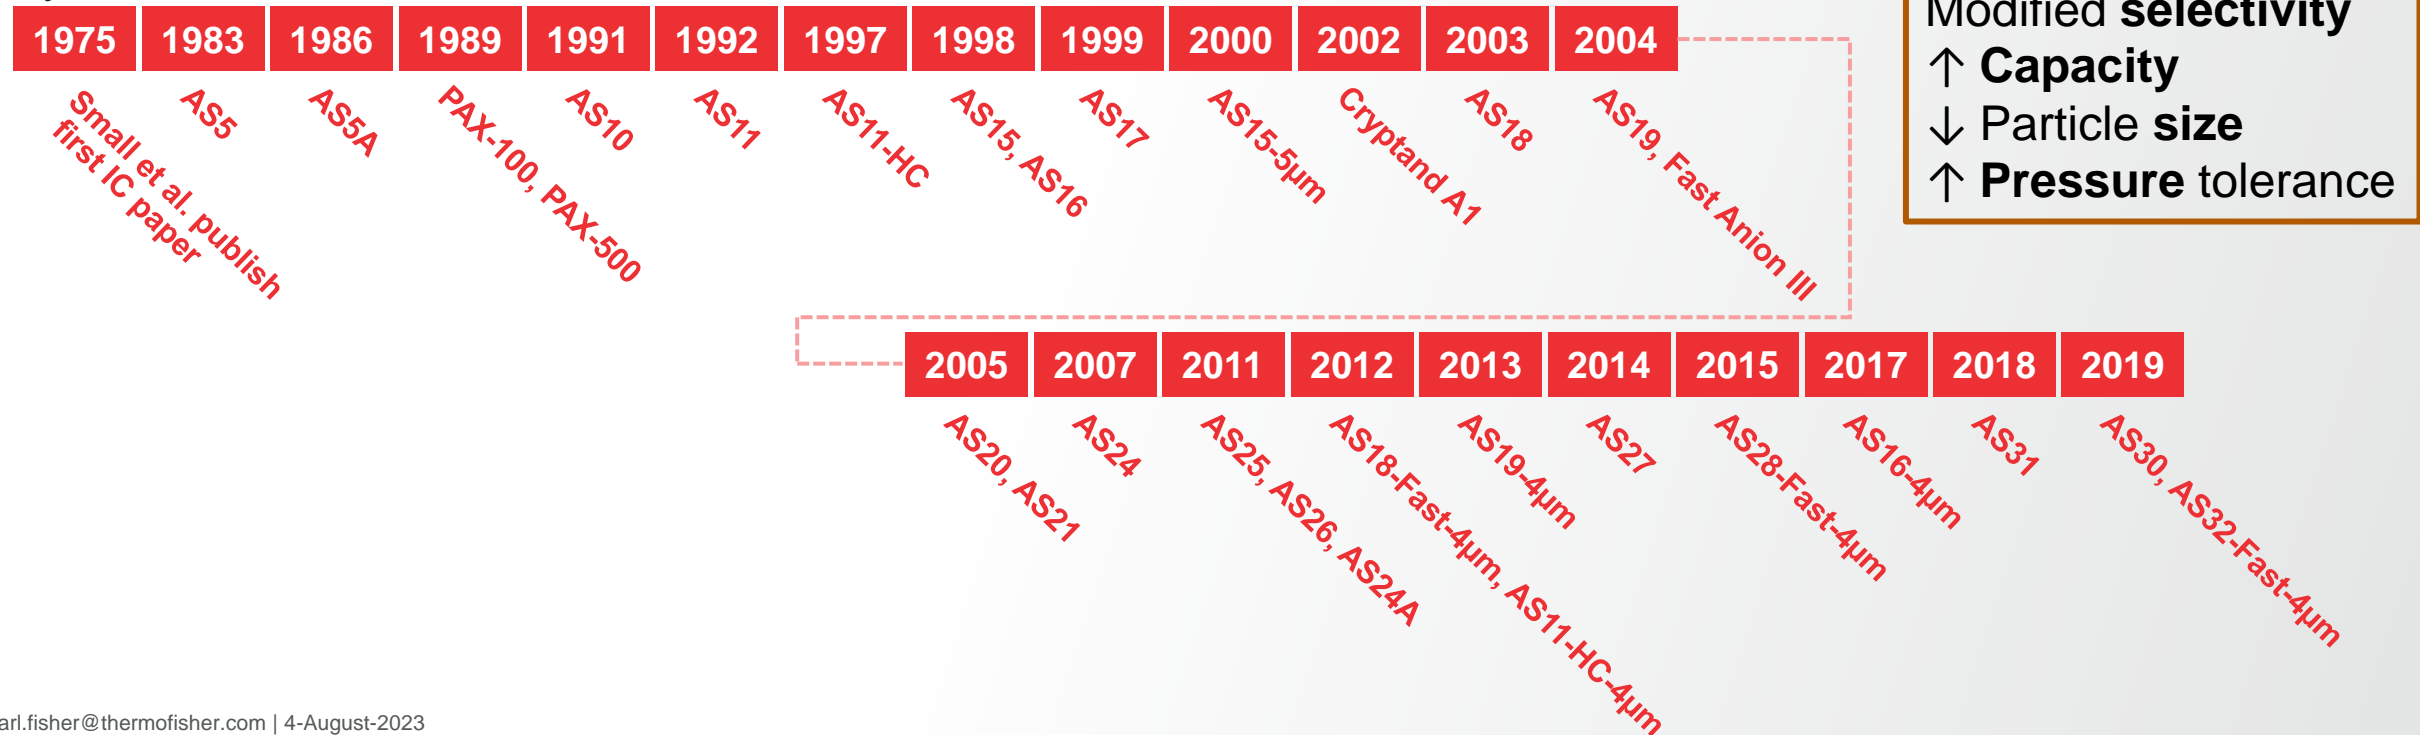 1975 1983 1986 1989 1991 1992 1997 1998 1999 2000 2002 2003 2004
Small et al. publish
first IC paper
AS5
AS5A
PAX-100, PAX-500
AS10
AS11
AS11-HC
AS15, AS16
AS17
AS15-5µm
Cryptand A1
AS18
AS19, Fast Anion III
Modified selectivity
↑ Capacity
↓ Particle size
↑ Pressure tolerance
2005 2007 2011 2012 2013 2014 2015 2017 2018 2019
AS20, AS21
AS24
AS25, AS26, AS24A
AS18-Fast-4µm, AS11-HC-4µm
AS19-4µm
AS27
AS28-Fast-4µm
AS16-4µm
AS31
AS30, AS32-Fast-4µm
arl.fisher@thermofisher.com | 4-August-2023